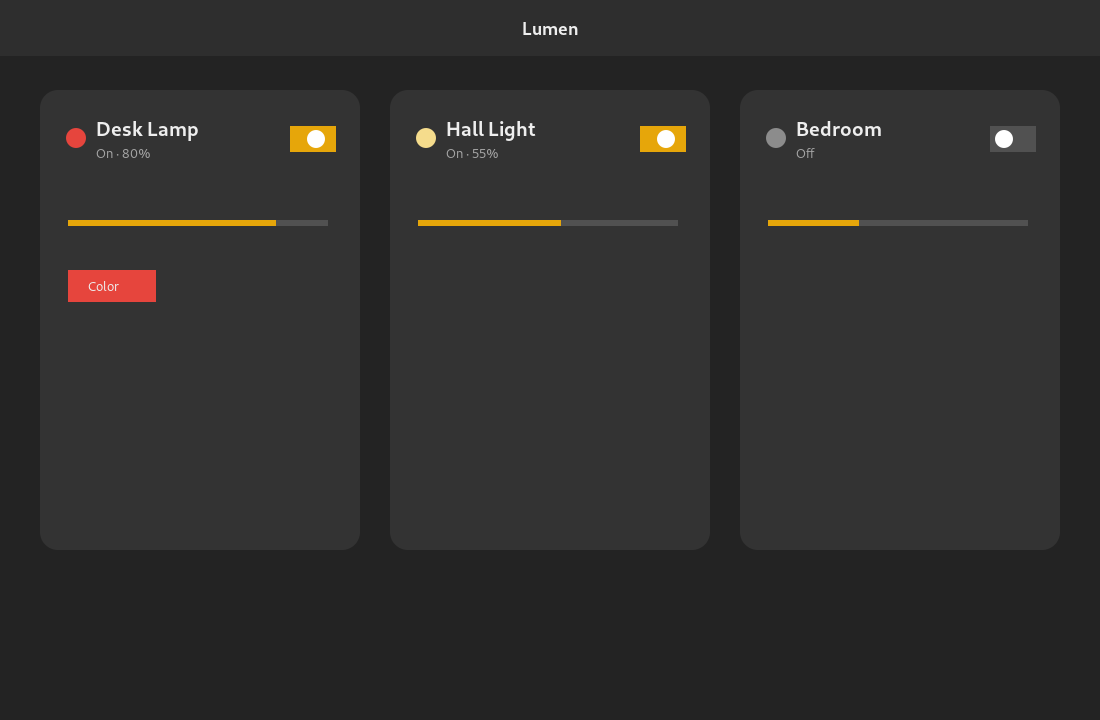 Lumen
Desk Lamp
On · 80%
Color
Hall Light
On · 55%
Bedroom
Off